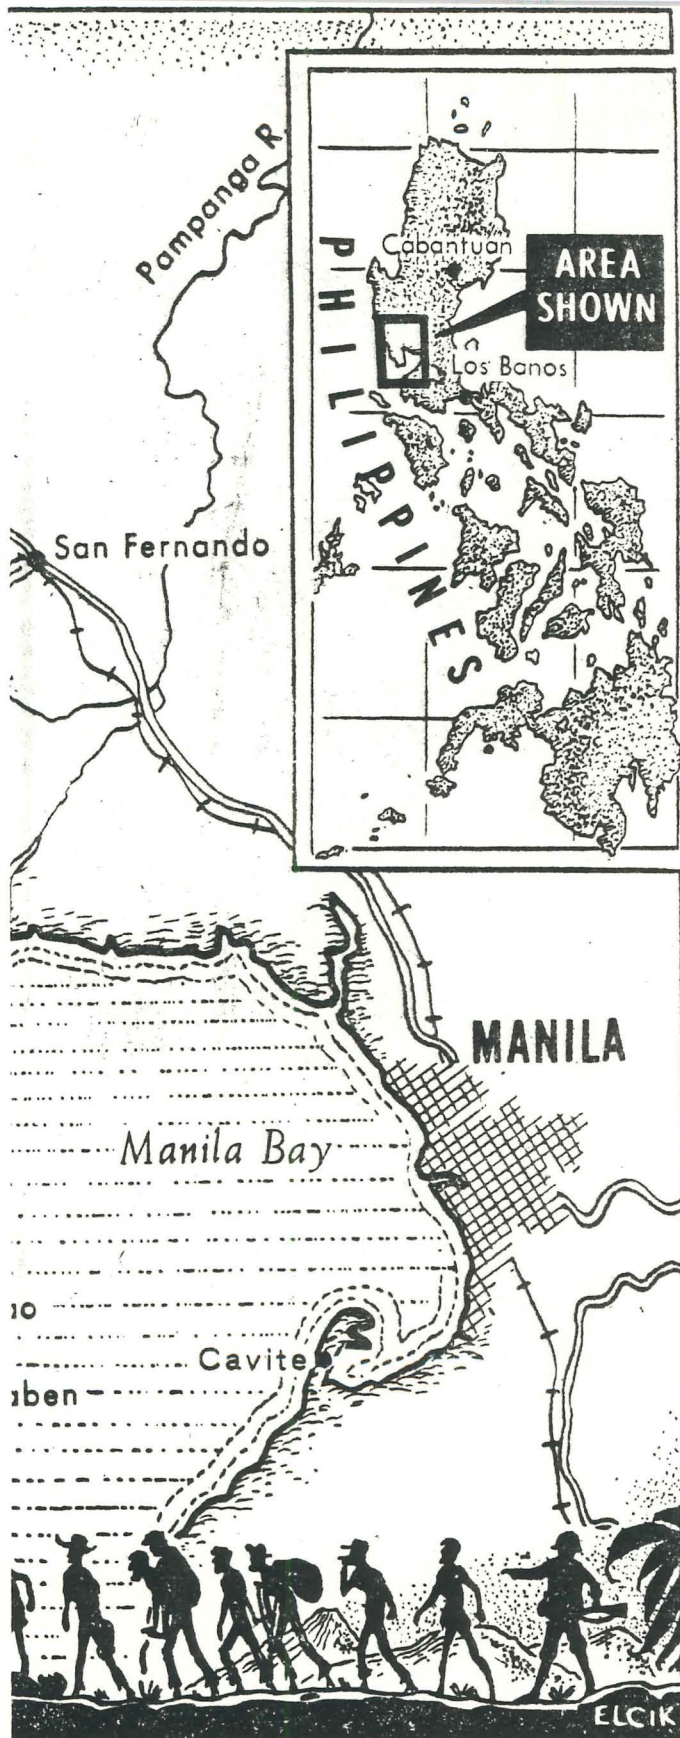 Pampanga R.
PHILIPPINES
Cabantuan
AREA
SHOWN
Los Banos
San Fernando
MANILA
Manila Bay
Cavite
ELCIK